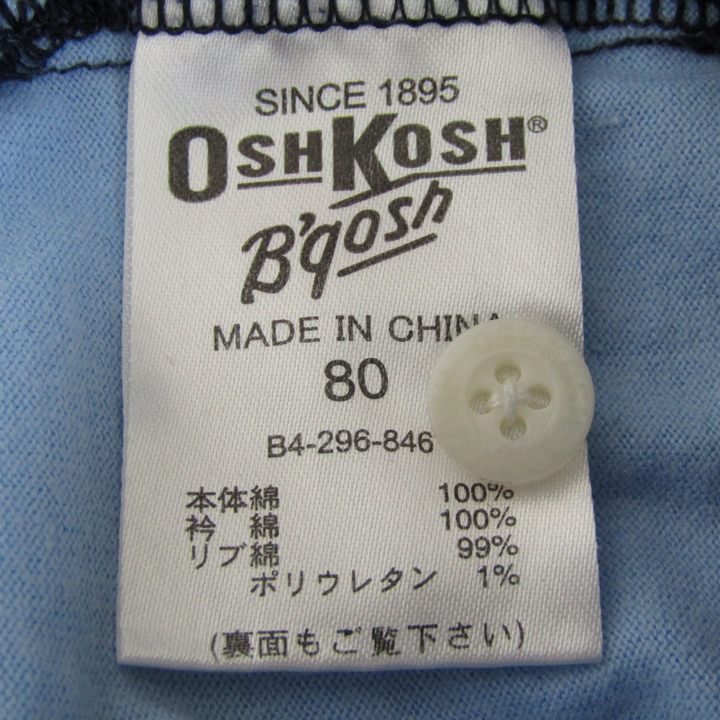 SINCE 1895
OSHKOSH®
B'gosh
MADE IN CHINA
80
B4-296-846
本体綿 100%
衿 綿 100%
リブ綿 99%
ポリウレタン 1%
(裏面もご覧下さい)